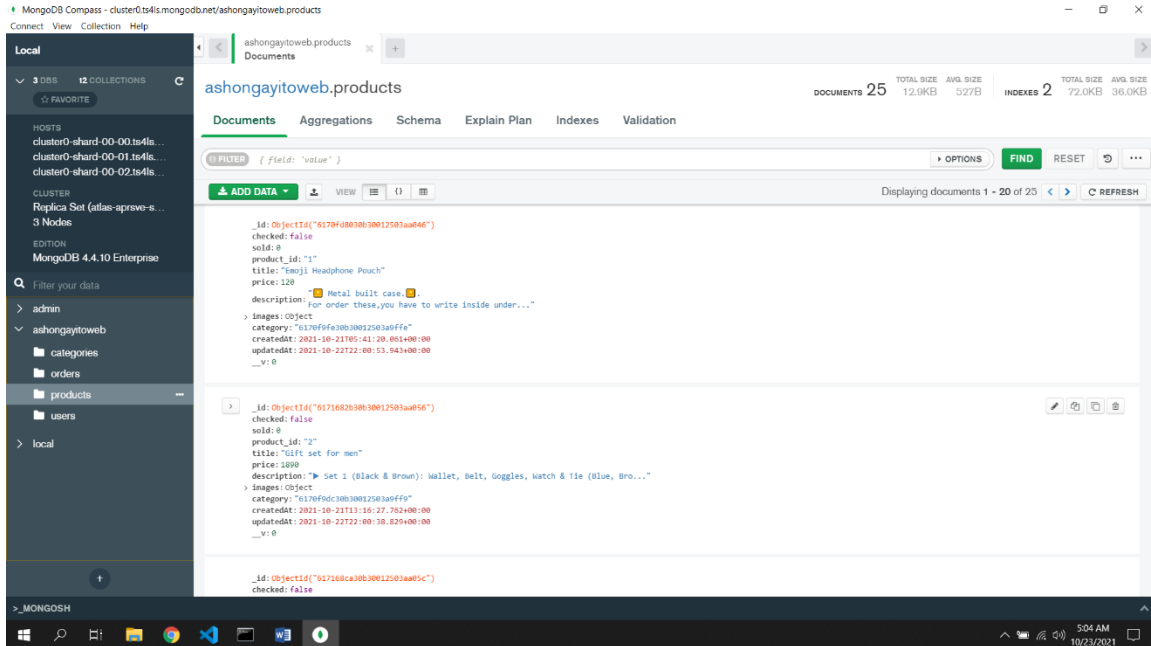 MongoDB Compass - cluster0.ts4ls.mongodb.net/ashongayitoweb.products
Connect View Collection Help
Local
3 DBS 12 COLLECTIONS
☆ FAVORITE
HOSTS
cluster0-shard-00-00.ts4ls...
cluster0-shard-00-01.ts4ls....
cluster0-shard-00-02.ts4ls...
CLUSTER
Replica Set (atlas-aprsve-s...
3 Nodes
EDITION
MongoDB 4.4.10 Enterprise
Filter your data
admin
ashongayitoweb
categories
orders
products ...
users
local
ashongayitoweb.products
Documents
ashongayitoweb.products
DOCUMENTS 25 TOTAL SIZE 12.9KB AVG. SIZE 527B INDEXES 2 TOTAL SIZE 72.0KB AVG. SIZE 36.0KB
Documents Aggregations Schema Explain Plan Indexes Validation
FILTER { field: 'value' } OPTIONS FIND RESET ...
ADD DATA VIEW {} Displaying documents 1 - 20 of 25 < > REFRESH
_id: ObjectId("6170fd8030b30012503aa046")
checked: false
sold: 0
product_id: "1"
title: "Emoji Headphone Pouch"
price: 120
description: " Metal built case. .
For order these,you have to write inside under..."
images: Object
category: "6170f9fe30b30012503a9ffe"
createdAt: 2021-10-21T05:41:20.061+00:00
updatedAt: 2021-10-22T22:00:53.943+00:00
__v: 0
_id: ObjectId("6171682b30b30012503aa056")
checked: false
sold: 0
product_id: "2"
title: "Gift set for men"
price: 1890
description: "▶ Set 1 (Black & Brown): Wallet, Belt, Goggles, Watch & Tie (Blue, Bro..."
images: Object
category: "6170f9dc30b30012503a9ff9"
createdAt: 2021-10-21T13:16:27.762+00:00
updatedAt: 2021-10-22T22:00:38.829+00:00
__v: 0
_id: ObjectId("617168ca30b30012503aa05c")
checked: false
>_MONGOSH
5:04 AM
10/23/2021